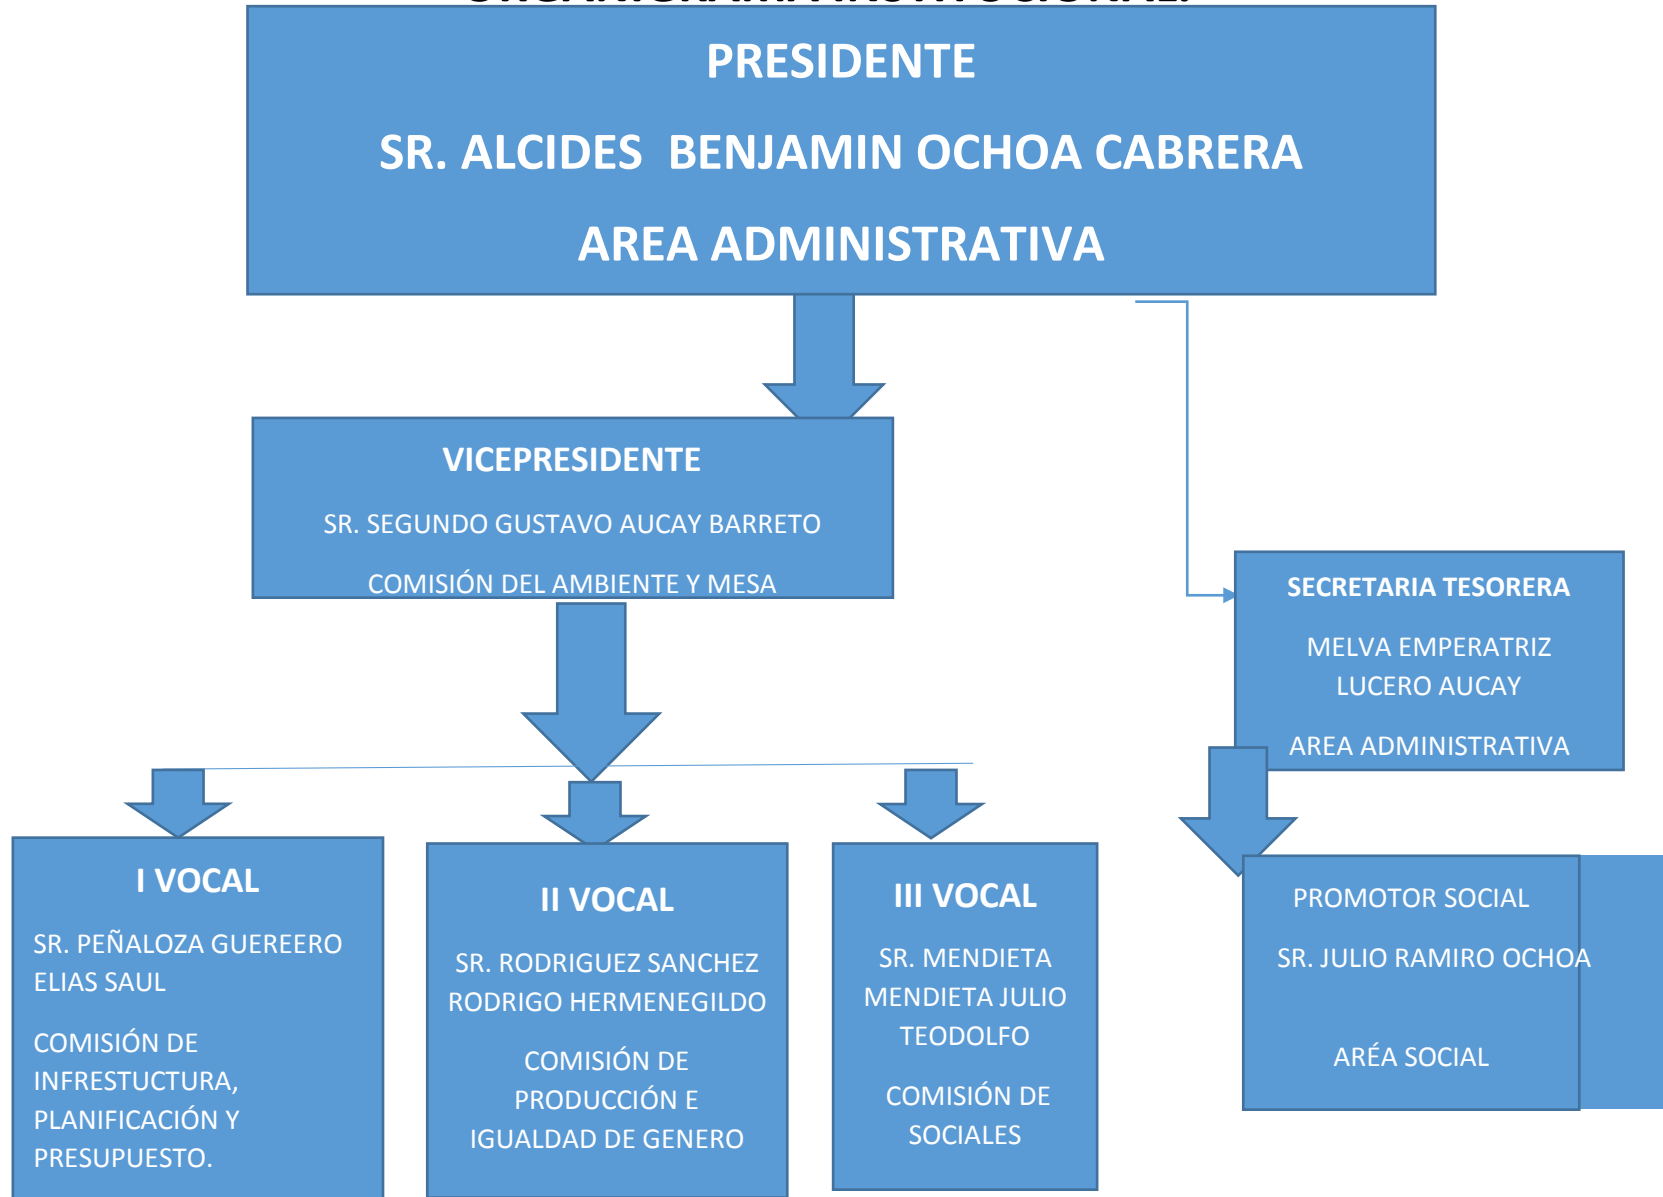 ORGANIGRAMA INSTITUCIONAL.
PRESIDENTE
SR. ALCIDES BENJAMIN OCHOA CABRERA
AREA ADMINISTRATIVA
VICEPRESIDENTE
SR. SEGUNDO GUSTAVO AUCAY BARRETO
COMISIÓN DEL AMBIENTE Y MESA
SECRETARIA TESORERA
MELVA EMPERATRIZ
LUCERO AUCAY
AREA ADMINISTRATIVA
I VOCAL
SR. PEÑALOZA GUEREERO
ELIAS SAUL
COMISIÓN DE
INFRESTUCTURA,
PLANIFICACIÓN Y
PRESUPUESTO.
II VOCAL
SR. RODRIGUEZ SANCHEZ
RODRIGO HERMENEGILDO
COMISIÓN DE
PRODUCCIÓN E
IGUALDAD DE GENERO
III VOCAL
SR. MENDIETA
MENDIETA JULIO
TEODOLFO
COMISIÓN DE
SOCIALES
PROMOTOR SOCIAL
SR. JULIO RAMIRO OCHOA
ARÉA SOCIAL